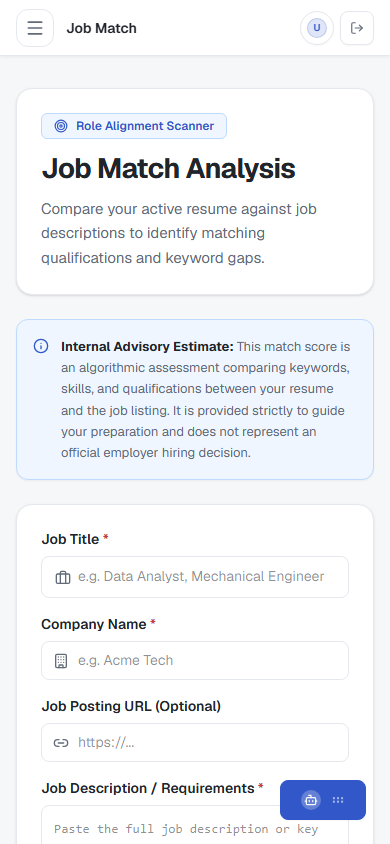 Job Match
U
Role Alignment Scanner
Job Match Analysis
Compare your active resume against job
descriptions to identify matching
qualifications and keyword gaps.
Internal Advisory Estimate: This match score is
an algorithmic assessment comparing keywords,
skills, and qualifications between your resume
and the job listing. It is provided strictly to guide
your preparation and does not represent an
official employer hiring decision.
Job Title *
e.g. Data Analyst, Mechanical Engineer
Company Name *
e.g. Acme Tech
Job Posting URL (Optional)
https://...
Job Description / Requirements *
Paste the full job description or key